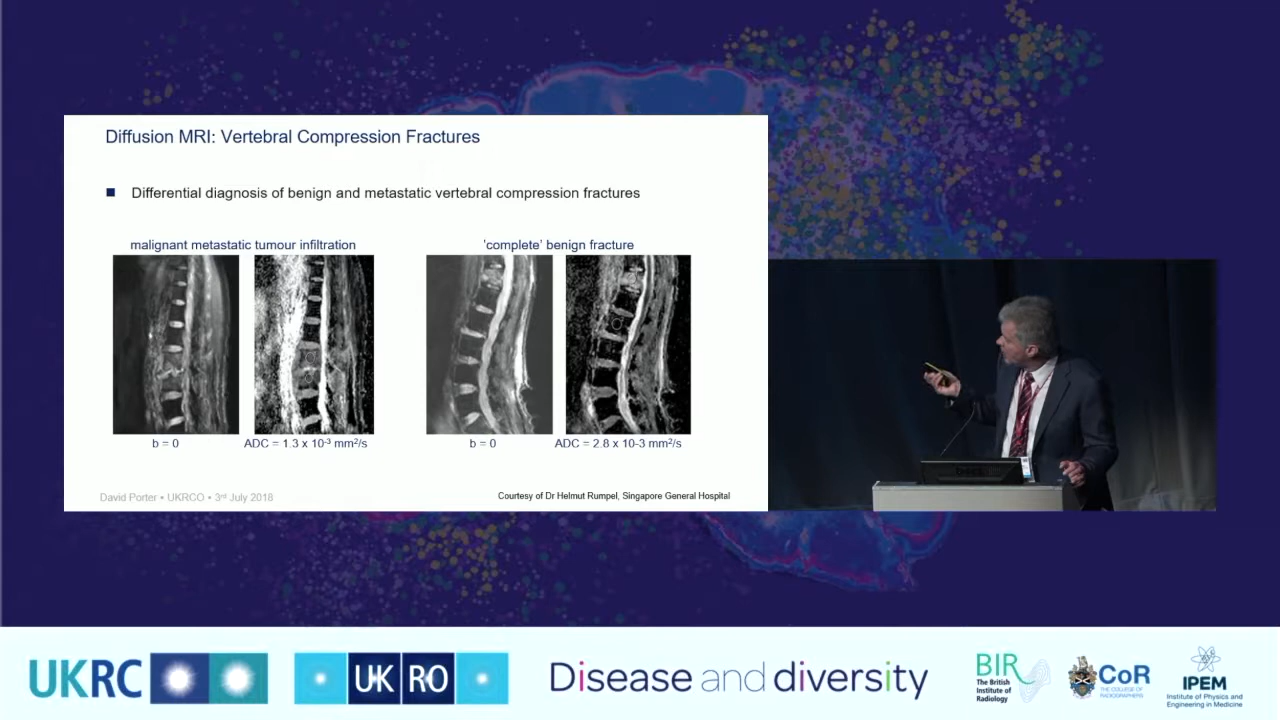 Diffusion MRI: Vertebral Compression Fractures
Differential diagnosis of benign and metastatic vertebral compression fractures
malignant metastatic tumour infiltration
'complete' benign fracture
b = 0
ADC = 1.3 x 10⁻³ mm²/s
b = 0
ADC = 2.8 x 10-3 mm²/s
David Porter • UKRCO • 3rd July 2018
Courtesy of Dr Helmut Rumpel, Singapore General Hospital
UKRC
UKRO
Disease and diversity
BIR
The British
Institute of
Radiology
CoR
THE COLLEGE OF
RADIOGRAPHERS
IPEM
Institute of Physics and
Engineering in Medicine